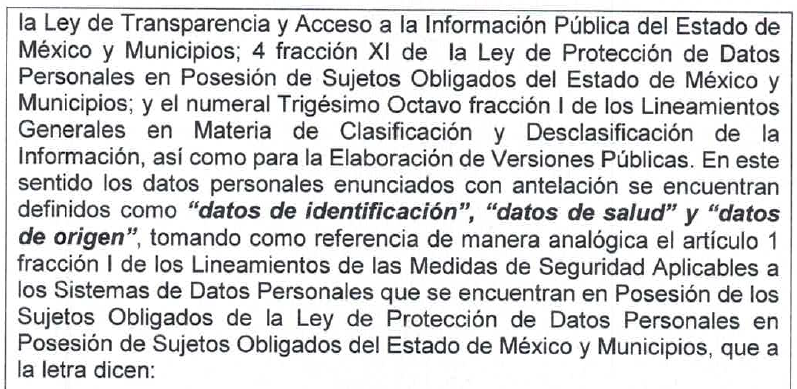 la Ley de Transparencia y Acceso a la Información Pública del Estado de
México y Municipios; 4 fracción XI de la Ley de Protección de Datos
Personales en Posesión de Sujetos Obligados del Estado de México y
Municipios; y el numeral Trigésimo Octavo fracción I de los Lineamientos
Generales en Materia de Clasificación y Desclasificación de la
Información, así como para la Elaboración de Versiones Públicas. En este
sentido los datos personales enunciados con antelación se encuentran
definidos como “datos de identificación”, “datos de salud” y “datos
de origen”, tomando como referencia de manera analógica el artículo 1
fracción I de los Lineamientos de las Medidas de Seguridad Aplicables a
los Sistemas de Datos Personales que se encuentran en Posesión de los
Sujetos Obligados de la Ley de Protección de Datos Personales en
Posesión de Sujetos Obligados del Estado de México y Municipios, que a
la letra dicen: